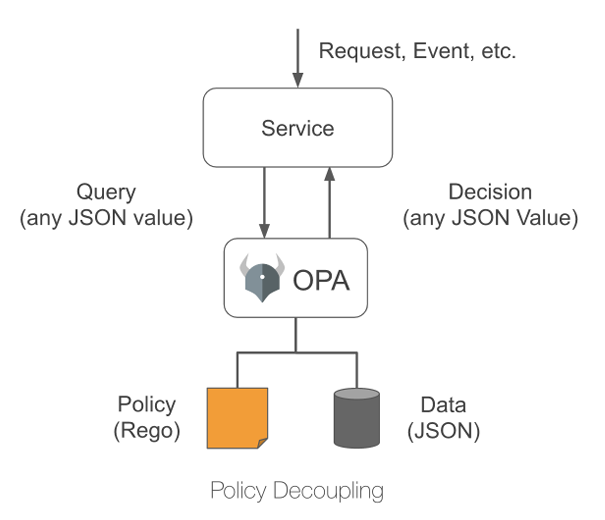 Request, Event, etc.
Service
Query
(any JSON value)
Decision
(any JSON Value)
OPA
Policy
(Rego)
Data
(JSON)
Policy Decoupling